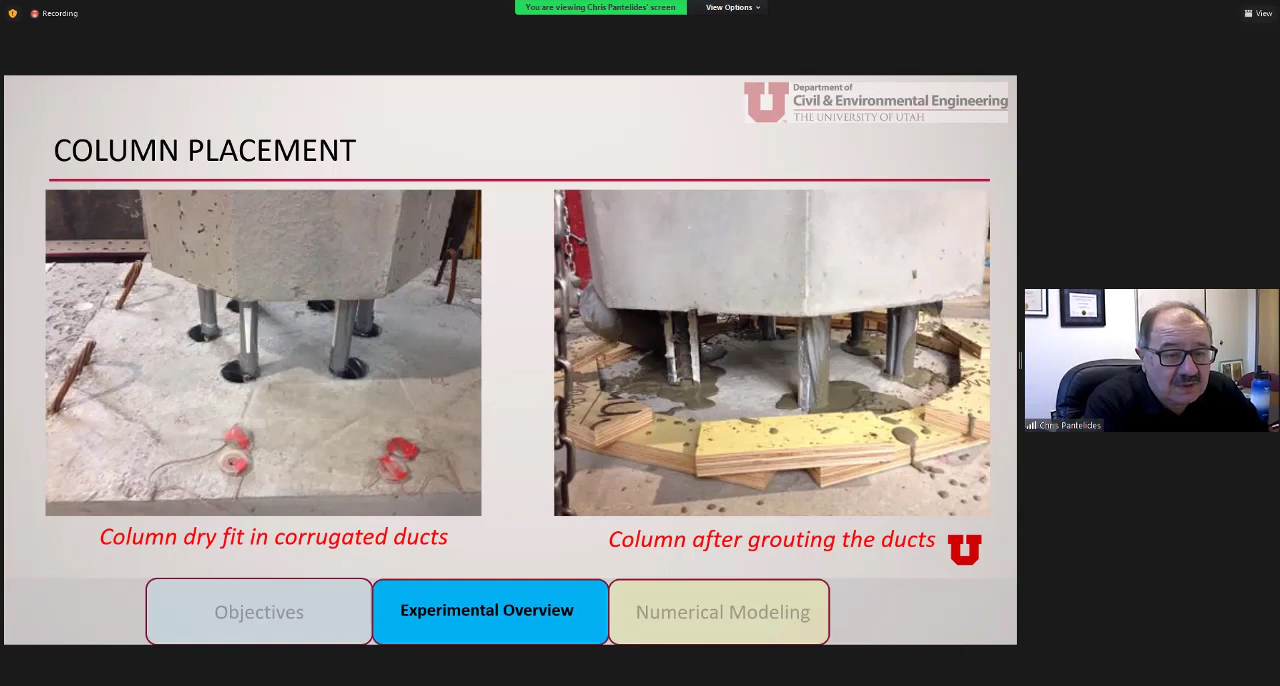 Recording
You are viewing Chris Pantelides' screen
View Options
View
Department of
Civil & Environmental Engineering
THE UNIVERSITY OF UTAH
COLUMN PLACEMENT
Column dry fit in corrugated ducts
Column after grouting the ducts
Chris Pantelides
Objectives
Experimental Overview
Numerical Modeling